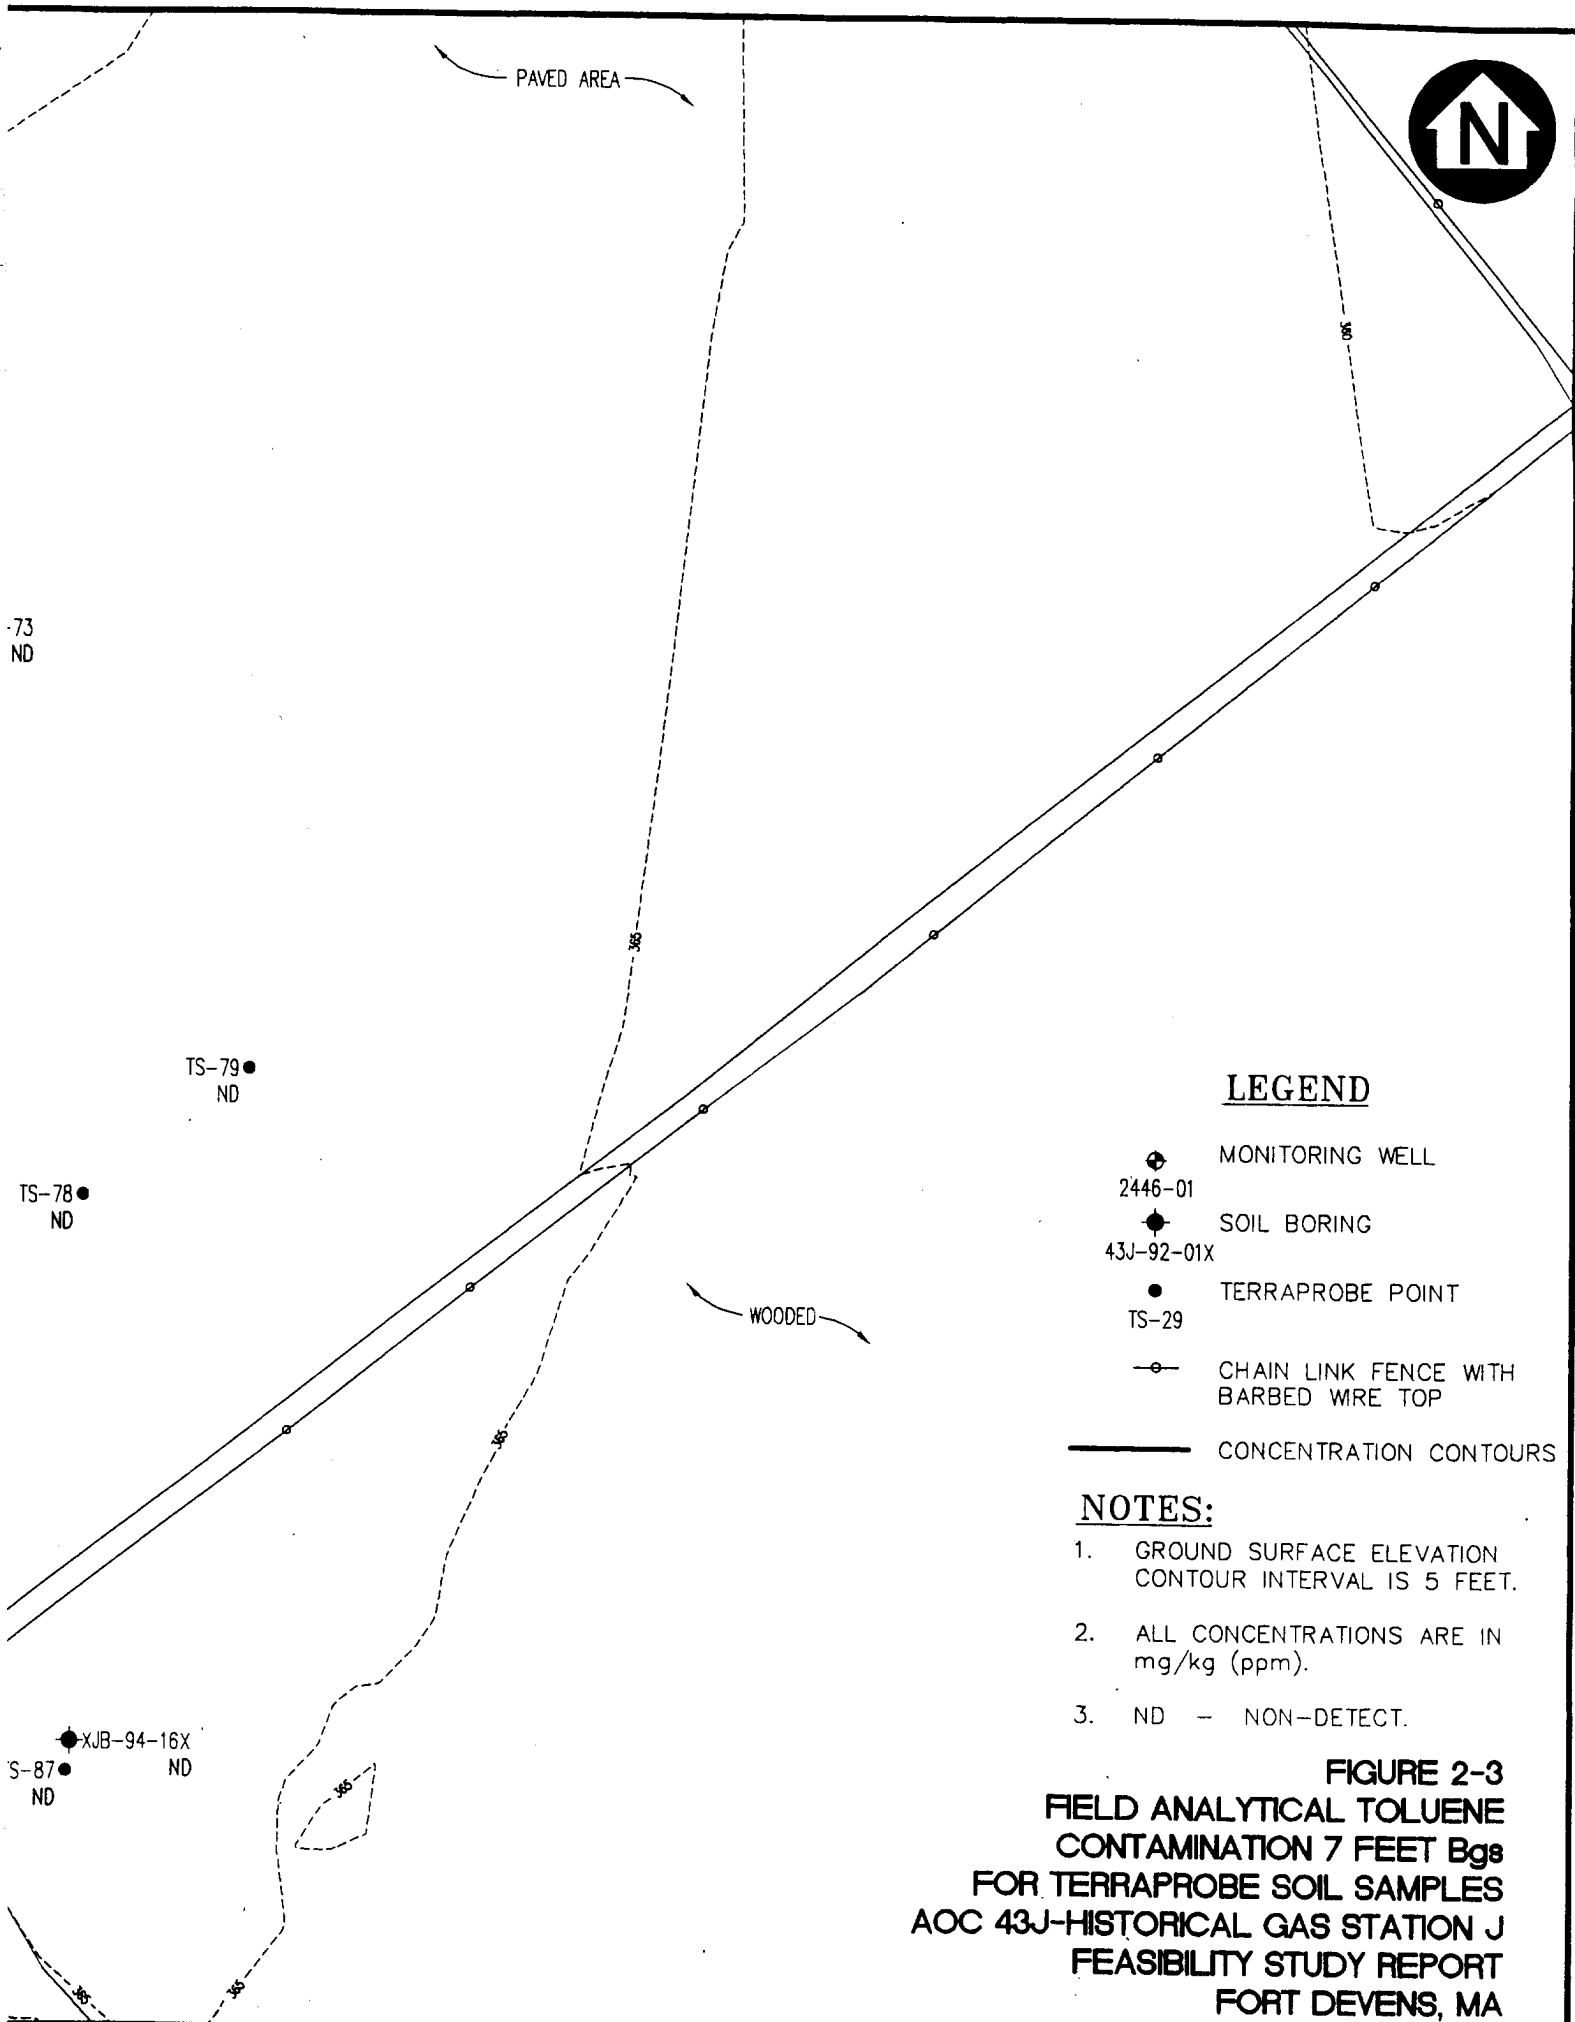 PAVED AREA
N
360
-73
ND
365
TS-79
ND
TS-78
ND
WOODED
365
XJB-94-16X
ND
S-87
ND
365
365
365
LEGEND
MONITORING WELL
2446-01
SOIL BORING
43J-92-01X
TERRAPROBE POINT
TS-29
CHAIN LINK FENCE WITH
BARBED WIRE TOP
CONCENTRATION CONTOURS
NOTES:
1. GROUND SURFACE ELEVATION
CONTOUR INTERVAL IS 5 FEET.
2. ALL CONCENTRATIONS ARE IN
mg/kg (ppm).
3. ND - NON-DETECT.
FIGURE 2-3
FIELD ANALYTICAL TOLUENE
CONTAMINATION 7 FEET Bgs
FOR TERRAPROBE SOIL SAMPLES
AOC 43J-HISTORICAL GAS STATION J
FEASIBILITY STUDY REPORT
FORT DEVENS, MA